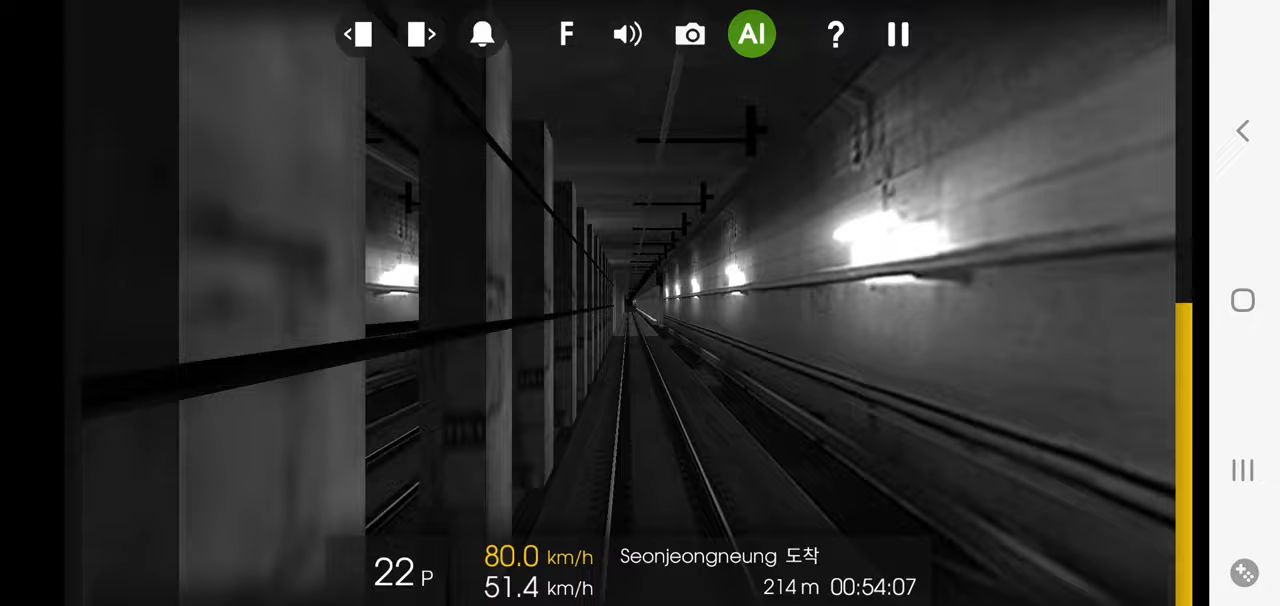 F AI ?
22 P
80.0 km/h
51.4 km/h
Seonjeongneung 도착
214 m 00:54:07